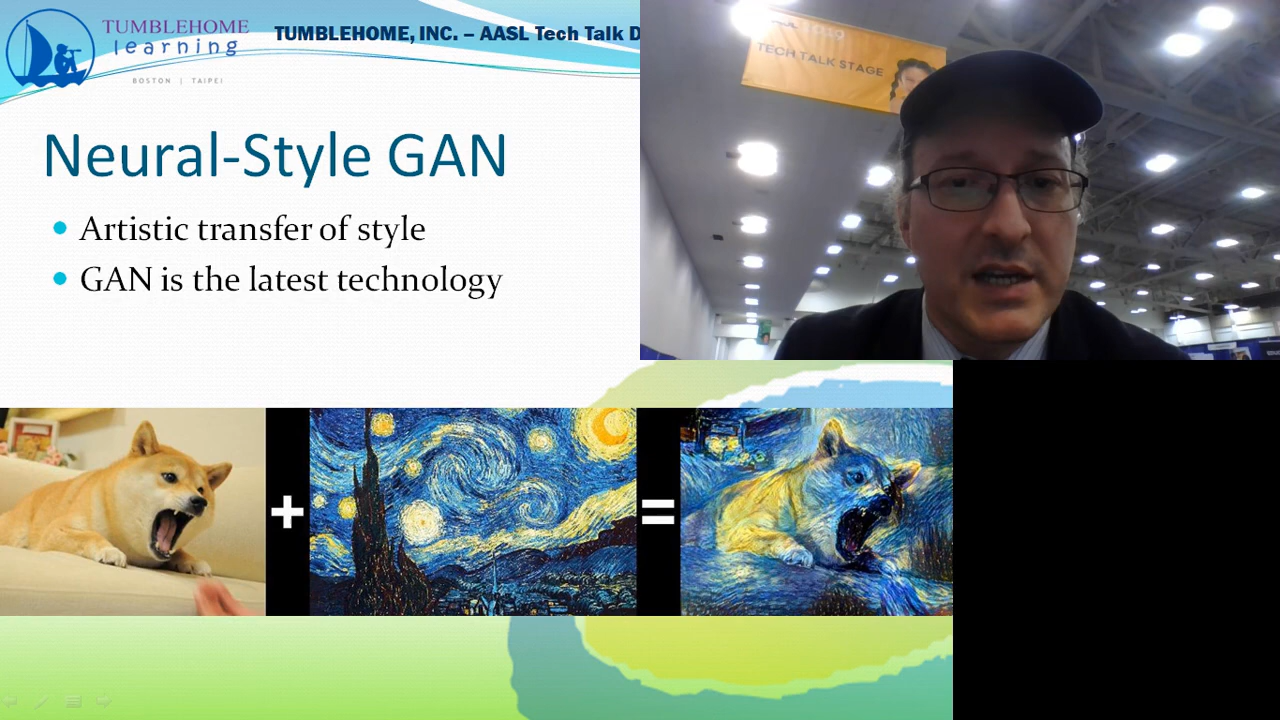 TUMBLEHOME
learning
BOSTON | TAIPEI
TUMBLEHOME, INC. – AASL Tech Talk D
TECH TALK STAGE
Neural-Style GAN
• Artistic transfer of style
• GAN is the latest technology
+
=